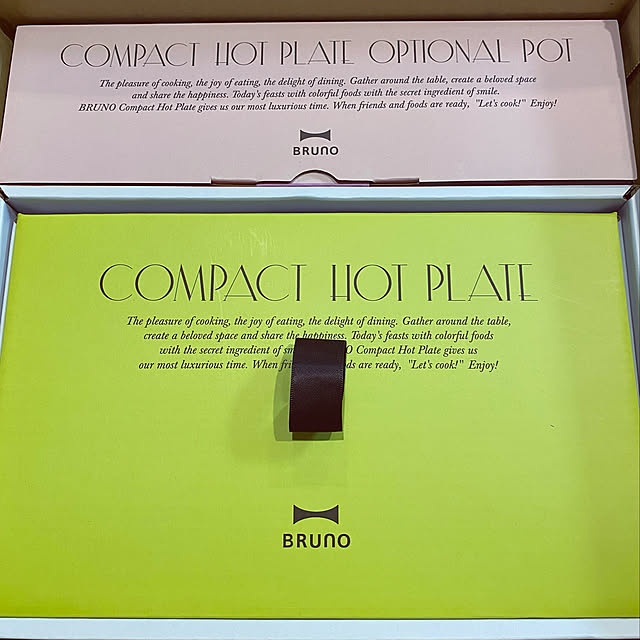 COMPACT HOT PLATE OPTIONAL POT
The pleasure of cooking, the joy of eating, the delight of dining. Gather around the table, create a beloved space
and share the happiness. Today's feasts with colorful foods with the secret ingredient of smile.
BRUNO Compact Hot Plate gives us our most luxurious time. When friends and foods are ready, "Let's cook!" Enjoy!
BRUNO
COMPACT HOT PLATE
The pleasure of cooking, the joy of eating, the delight of dining. Gather around the table,
create a beloved space and share the happiness. Today's feasts with colorful foods
with the secret ingredient of Compact Hot Plate gives us
our most luxurious time. When are ready, "Let's cook!" Enjoy!
BRUNO